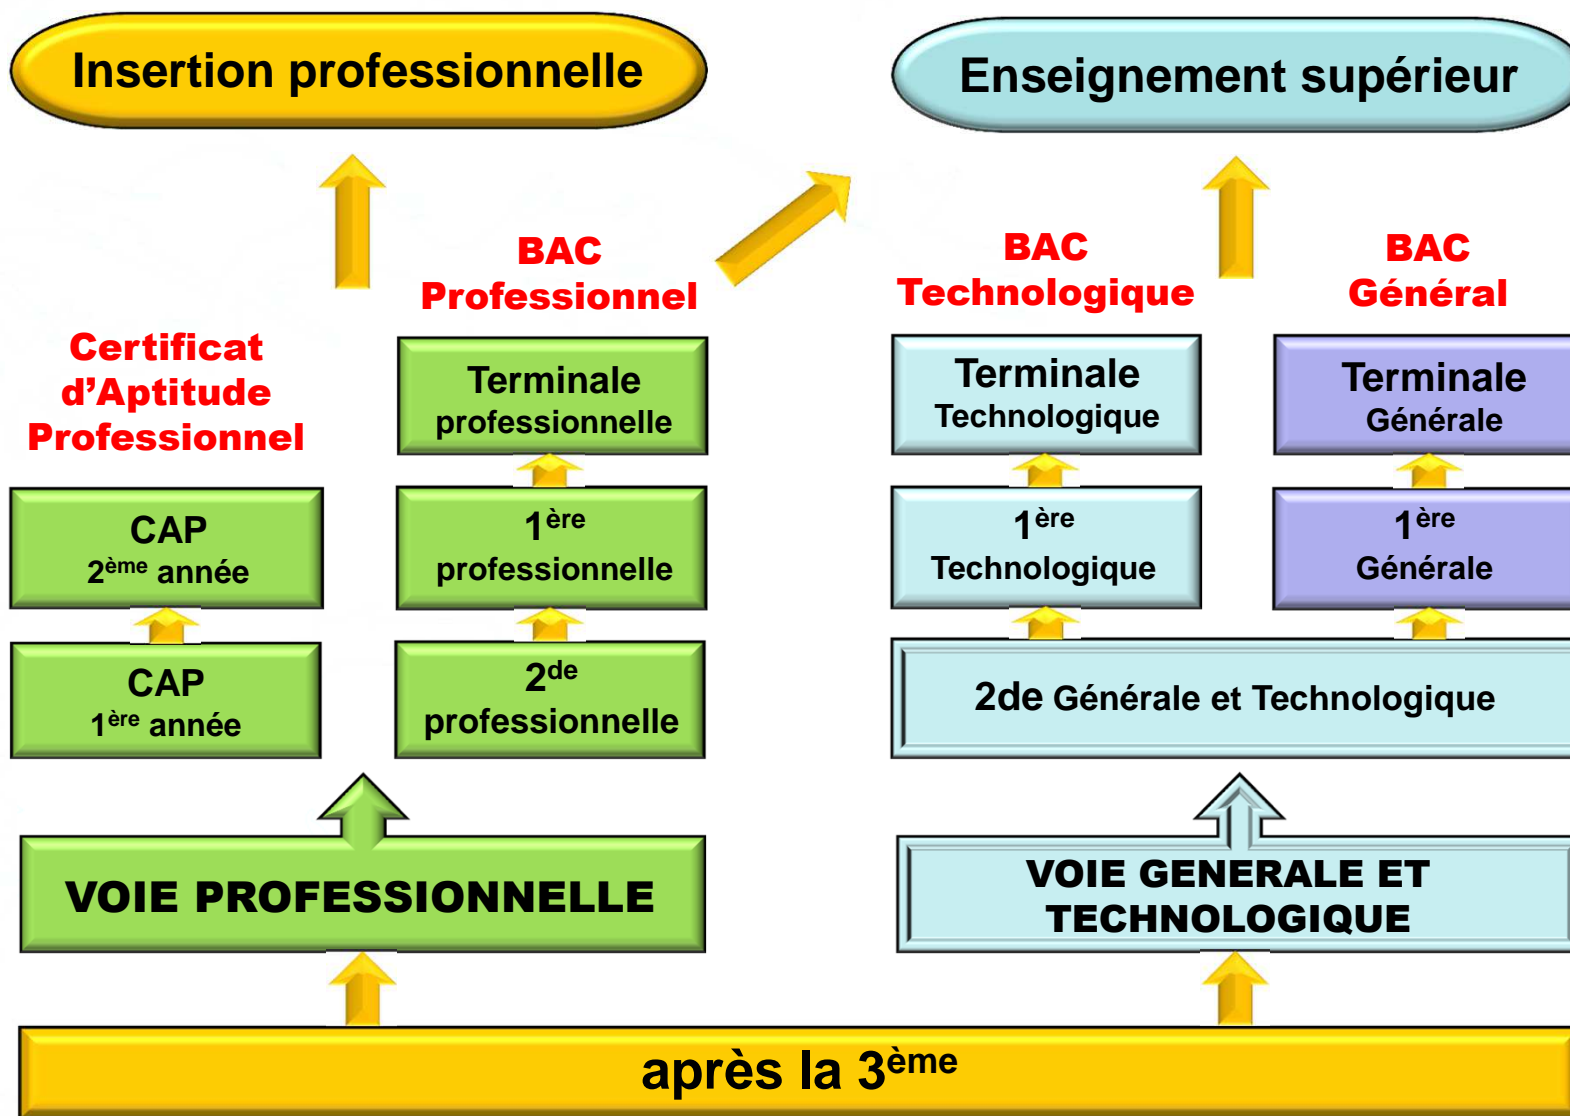 Insertion professionnelle
Enseignement supérieur
BAC
Professionnel
BAC
Technologique
BAC
Général
Certificat
d’Aptitude
Professionnel
Terminale
professionnelle
Terminale
Technologique
Terminale
Générale
CAP
2ème année
1ère
professionnelle
1ère
Technologique
1ère
Générale
CAP
1ère année
2de
professionnelle
2de Générale et Technologique
VOIE PROFESSIONNELLE
VOIE GENERALE ET
TECHNOLOGIQUE
après la 3ème